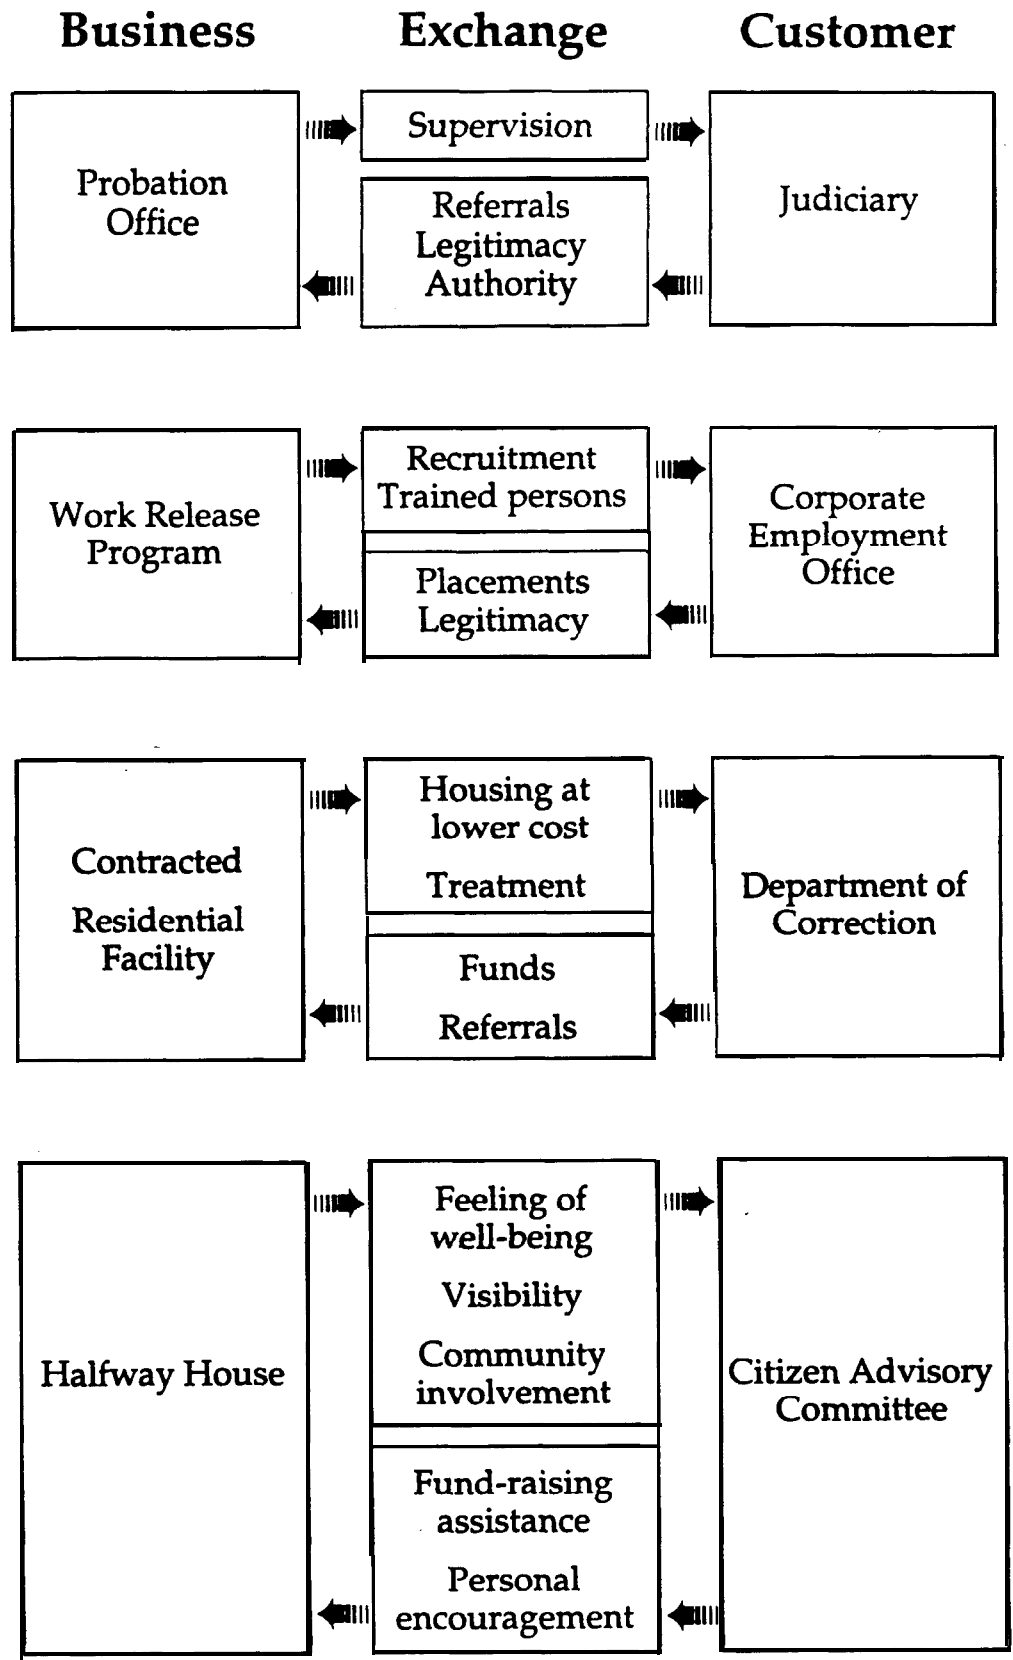 Business
Exchange
Customer
Probation
Office
Supervision
Referrals
Legitimacy
Authority
Judiciary
Work Release
Program
Recruitment
Trained persons
Placements
Legitimacy
Corporate
Employment
Office
Contracted
Residential
Facility
Housing at
lower cost
Treatment
Funds
Referrals
Department of
Correction
Halfway House
Feeling of
well-being
Visibility
Community
involvement
Fund-raising
assistance
Personal
encouragement
Citizen Advisory
Committee